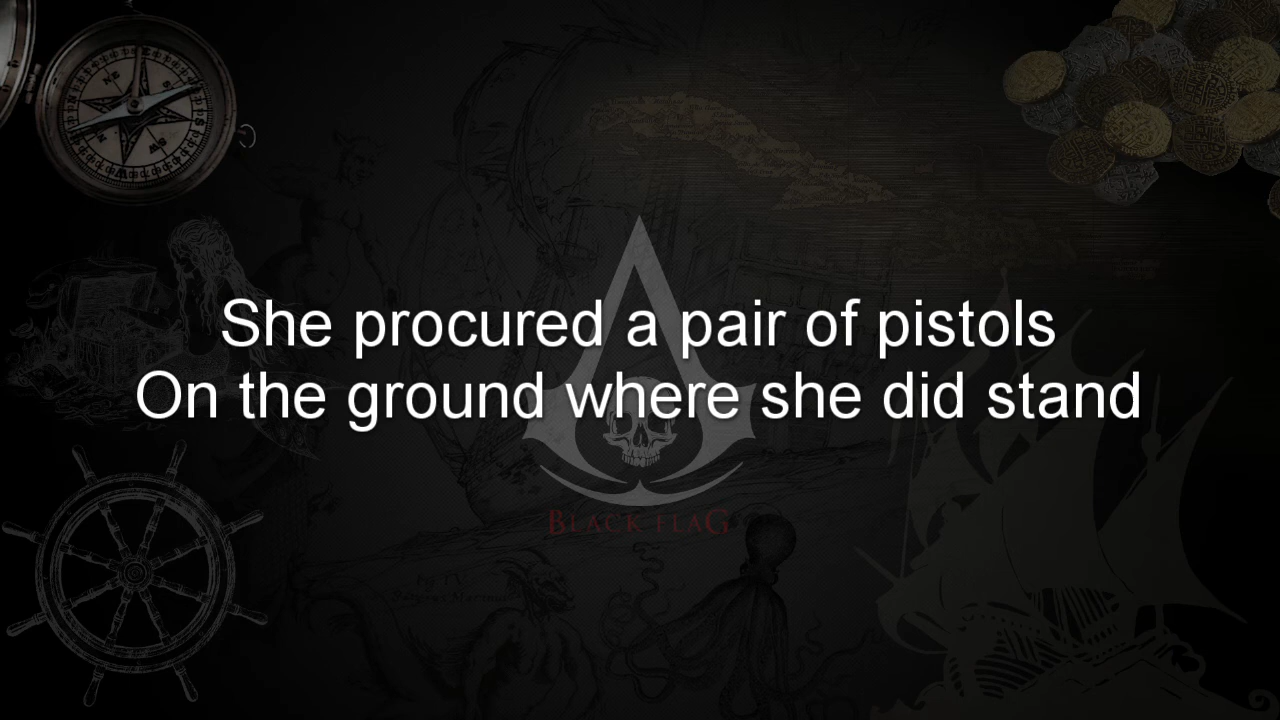 She procured a pair of pistols
On the ground where she did stand
BLACK FLAG